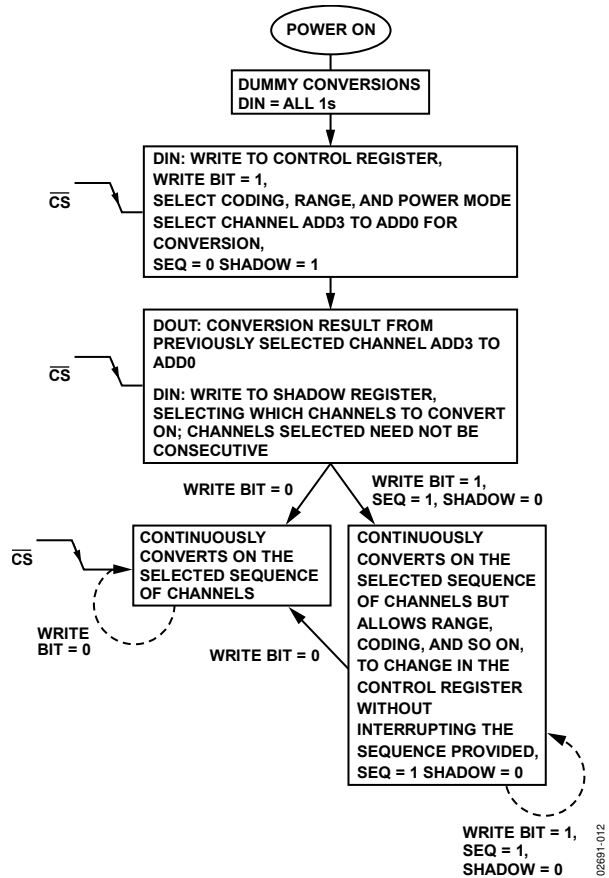 POWER ON
DUMMY CONVERSIONS
DIN = ALL 1s
CS
DIN: WRITE TO CONTROL REGISTER,
WRITE BIT = 1,
SELECT CODING, RANGE, AND POWER MODE
SELECT CHANNEL ADD3 TO ADD0 FOR
CONVERSION,
SEQ = 0 SHADOW = 1
CS
DOUT: CONVERSION RESULT FROM
PREVIOUSLY SELECTED CHANNEL ADD3 TO
ADD0
DIN: WRITE TO SHADOW REGISTER,
SELECTING WHICH CHANNELS TO CONVERT
ON; CHANNELS SELECTED NEED NOT BE
CONSECUTIVE
WRITE BIT = 0
WRITE BIT = 1,
SEQ = 1, SHADOW = 0
CS
CONTINUOUSLY
CONVERTS ON THE
SELECTED SEQUENCE
OF CHANNELS
WRITE
BIT = 0
WRITE BIT = 0
CONTINUOUSLY
CONVERTS ON THE
SELECTED SEQUENCE
OF CHANNELS BUT
ALLOWS RANGE,
CODING, AND SO ON,
TO CHANGE IN THE
CONTROL REGISTER
WITHOUT
INTERRUPTING THE
SEQUENCE PROVIDED,
SEQ = 1 SHADOW = 0
WRITE BIT = 1,
SEQ = 1,
SHADOW = 0
02691-012